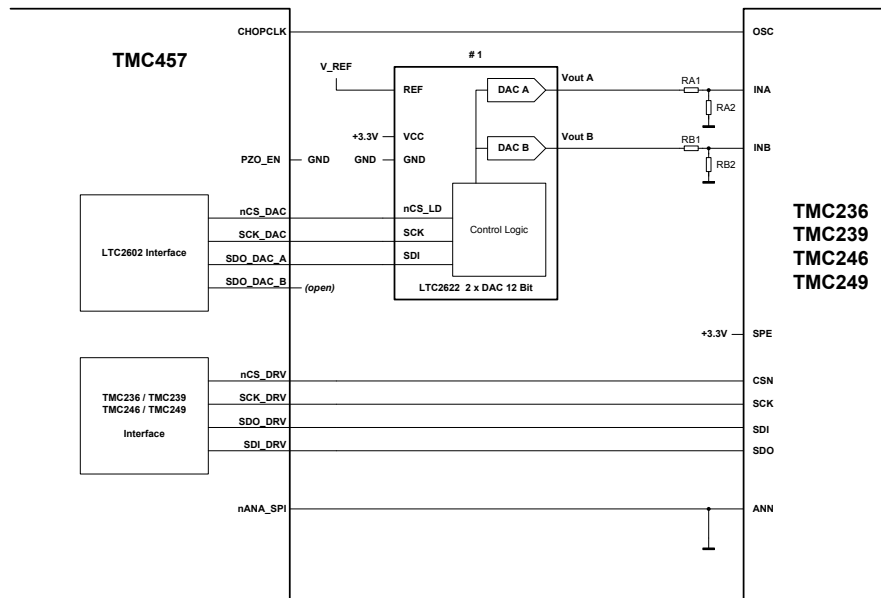 CHOPCLK
OSC
TMC457
# 1
V_REF
REF
DAC A
Vout A
RA1
INA
RA2
+3.3V
VCC
DAC B
Vout B
RB1
INB
PZO_EN
GND
GND
GND
RB2
nCS_DAC
nCS_LD
SCK_DAC
SCK
Control Logic
LTC2602 Interface
SDO_DAC_A
SDI
SDO_DAC_B
(open)
LTC2622 2 x DAC 12 Bit
TMC236
TMC239
TMC246
TMC249
+3.3V
SPE
nCS_DRV
CSN
TMC236 / TMC239
TMC246 / TMC249
Interface
SCK_DRV
SCK
SDO_DRV
SDI
SDI_DRV
SDO
nANA_SPI
ANN